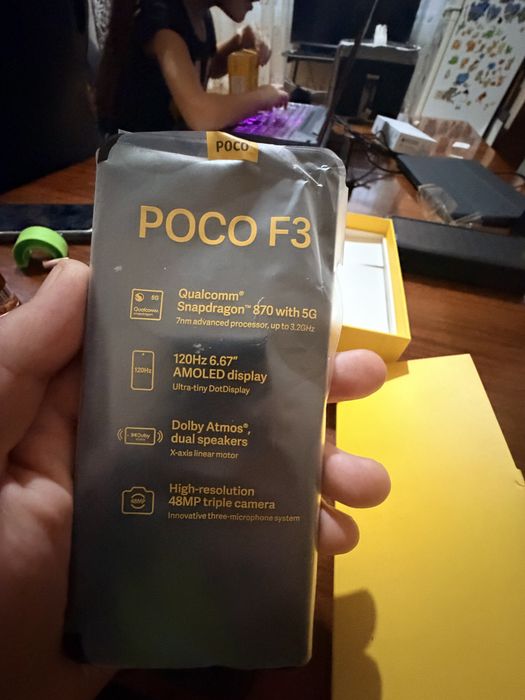 POCO
POCO F3
5G
Qualcomm
snapdragon
Qualcomm®
Snapdragon™ 870 with 5G
7nm advanced processor, up to 3.2GHz
120Hz
120Hz 6.67"
AMOLED display
Ultra-tiny DotDisplay
Dolby
Dolby Atmos®,
dual speakers
X-axis linear motor
48MP
High-resolution
48MP triple camera
Innovative three-microphone system